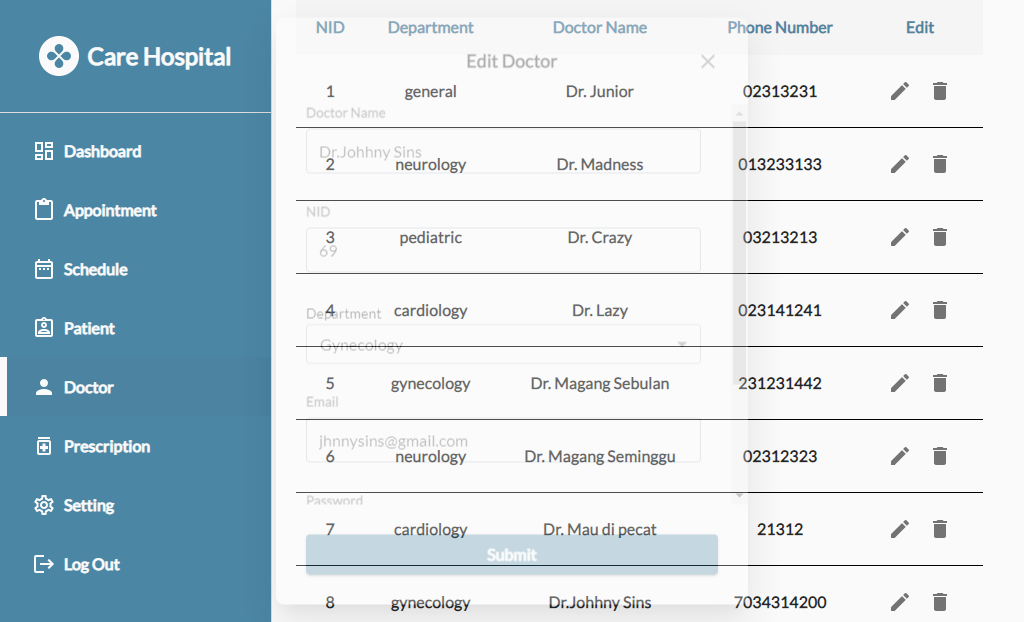 Care Hospital
Dashboard
Appointment
Schedule
Patient
Doctor
Prescription
Setting
Log Out
NID Department Doctor Name Phone Number Edit
1 general Dr. Junior 02313231
2 neurology Dr. Madness 013233133
3 pediatric Dr. Crazy 03213213
4 cardiology Dr. Lazy 023141241
5 gynecology Dr. Magang Sebulan 231231442
6 neurology Dr. Magang Seminggu 02312323
7 cardiology Dr. Mau di pecat 21312
8 gynecology Dr.Johhny Sins 7034314200
Edit Doctor
Doctor Name
Dr.Johhny Sins
NID
69
Department
Gynecology
Email
jhnnysins@gmail.com
Password
Submit